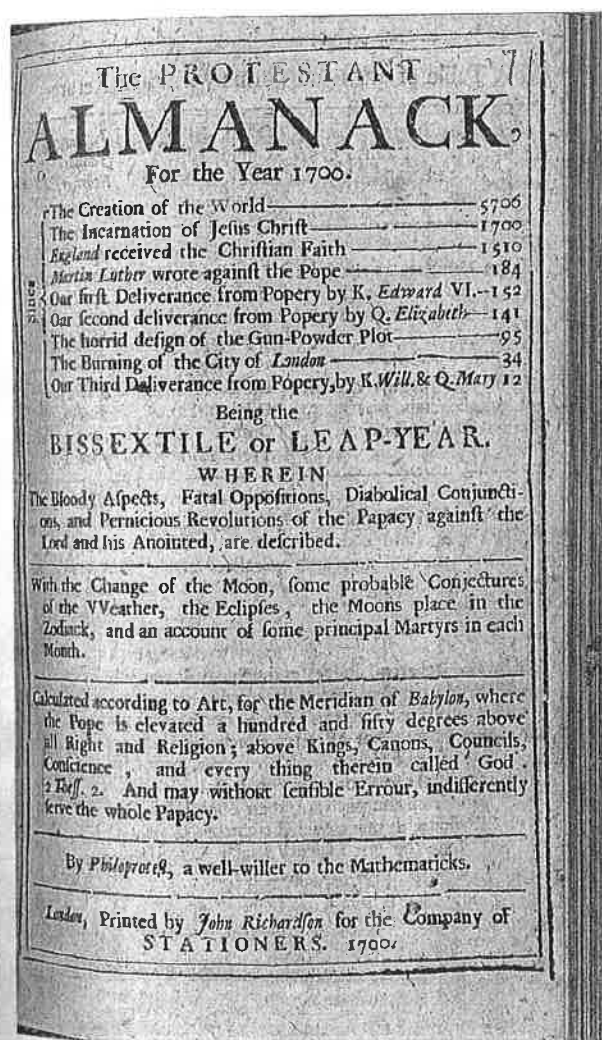 The PROTESTANT
ALMANACK,
For the Year 1700.
Since
The Creation of the World 5706
The Incarnation of Jeſus Chriſt 1700
England received the Chriſtian Faith 1510
Martin Luther wrote againſt the Pope 184
Our firſt Deliverance from Popery by K. Edward VI. 152
Our ſecond deliverance from Popery by Q. Elizabeth 141
The horrid deſign of the Gun-Powder Plot 95
The Burning of the City of London 34
Our Third Deliverance from Popery, by K. Will. & Q. Mary 12
Being the
BISSEXTILE or LEAP-YEAR.
WHEREIN
The Bloody Aſpects, Fatal Oppoſitions, Diabolical Conjuncti-
ons, and Pernicious Revolutions of the Papacy againſt the
Lord and his Anointed, are deſcribed.
With the Change of the Moon, ſome probable Conjectures
of the VVeather, the Eclipſes, the Moons place in the
Zodiack, and an account of ſome principal Martyrs in each
Month.
Calculated according to Art, for the Meridian of Babylon, where
the Pope is elevated a hundred and fifty degrees above
all Right and Religion; above Kings, Canons, Councils,
Conſcience, and every thing therein called God.
2 Theſſ. 2. And may without ſenſible Errour, indifferently
ſerve the whole Papacy.
By Philoproteſt, a well-willer to the Mathematicks.
London, Printed by John Richardſon for the Company of
STATIONERS. 1700.